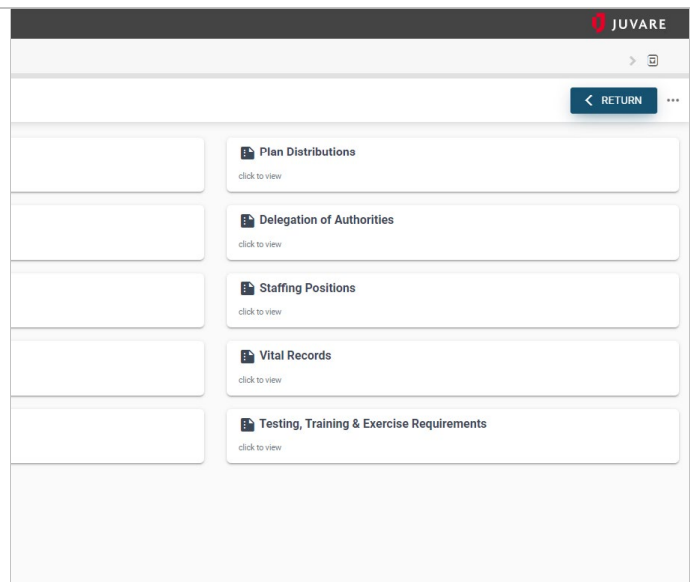 JUVARE
RETURN
Plan Distributions
click to view
Delegation of Authorities
click to view
Staffing Positions
click to view
Vital Records
click to view
Testing, Training & Exercise Requirements
click to view